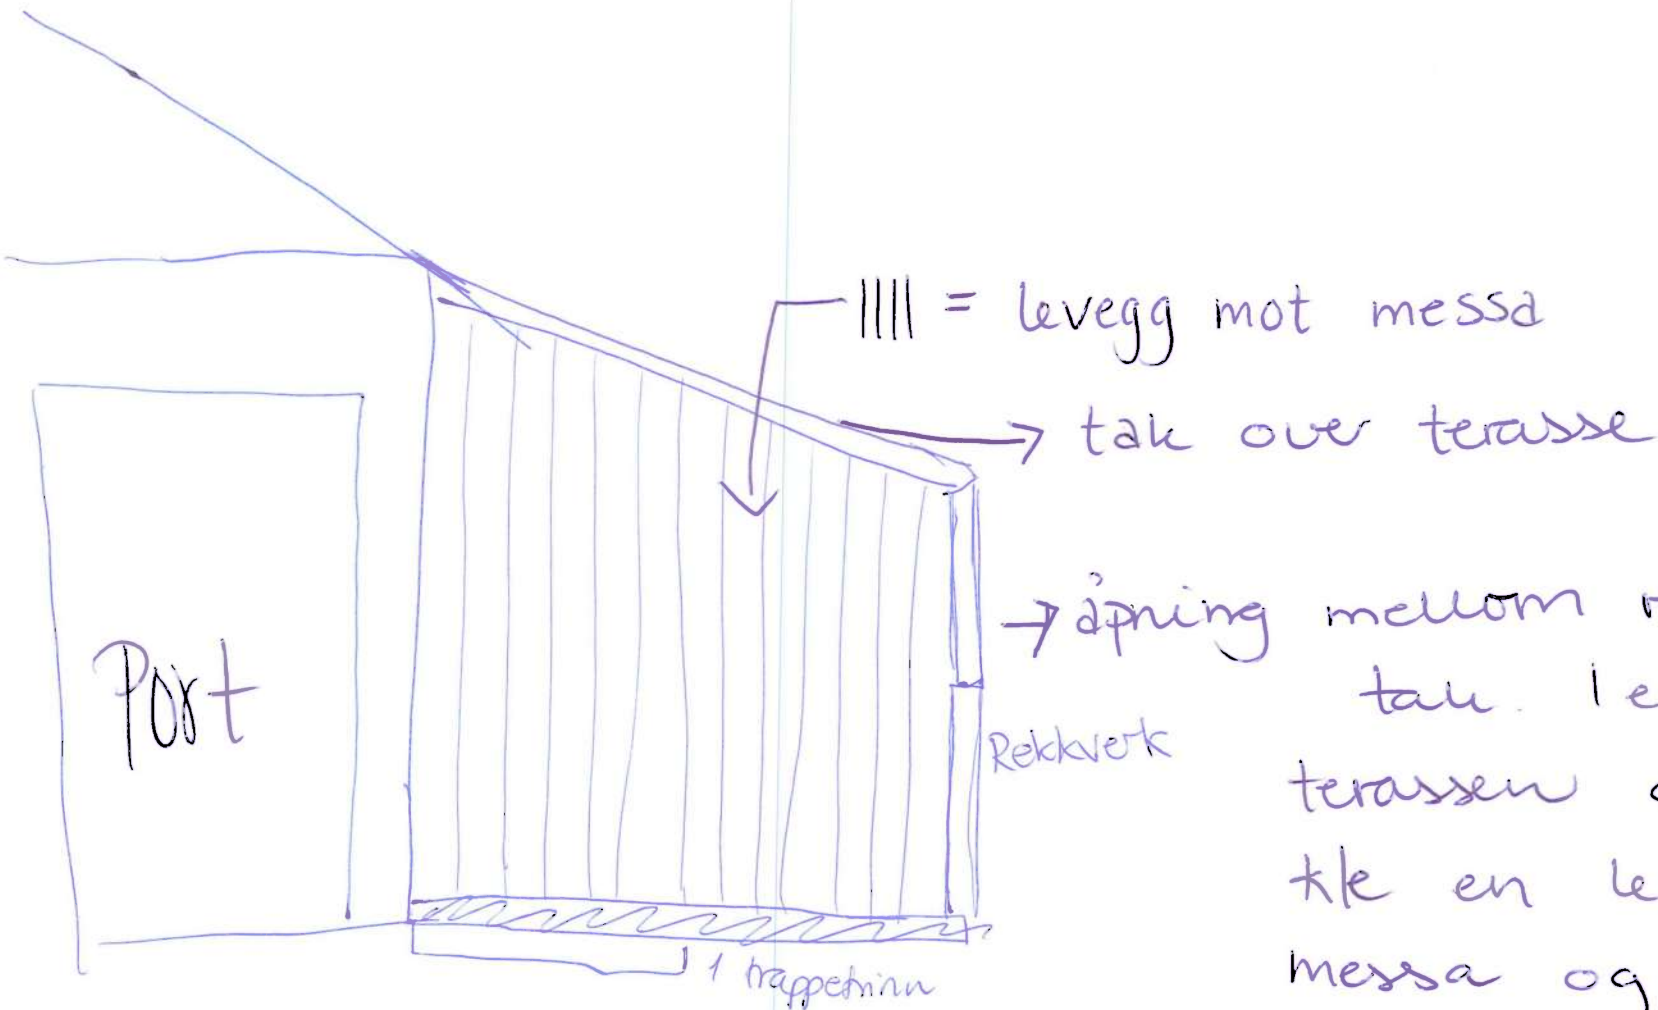 |||| = levegg mot messa
→ tak over terasse
→ åpning mellom
tak. I
Port
Rekkverk
terassen
kle en le
messa og
1 trappetrinn